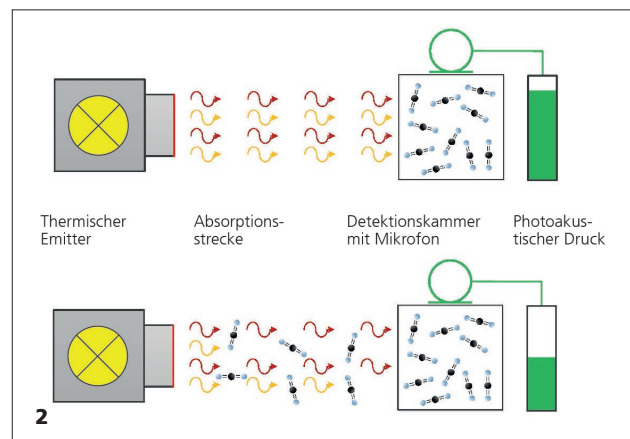 Thermischer
Emitter
Absorptions-
strecke
Detektionskammer
mit Mikrofon
Photoakus-
tischer Druck
2